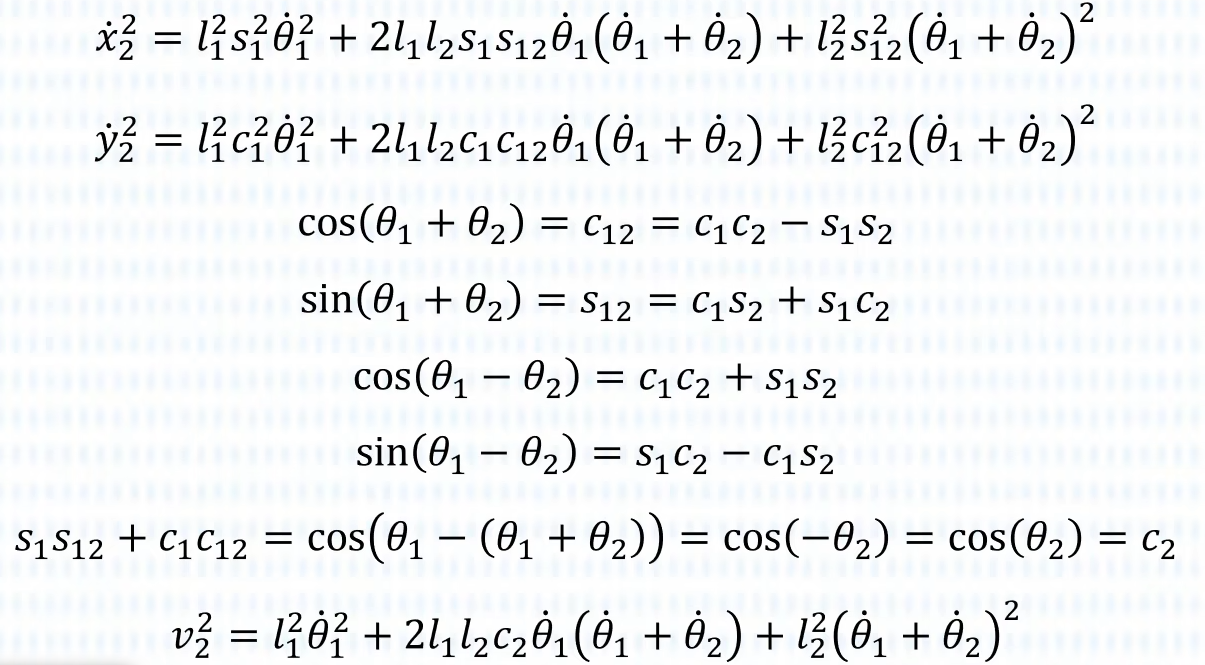 ẋ₂² = l₁²s₁²θ̇₁² + 2l₁l₂s₁s₁₂θ̇₁(θ̇₁ + θ̇₂) + l₂²s₁₂²(θ̇₁ + θ̇₂)²
ẏ₂² = l₁²c₁²θ̇₁² + 2l₁l₂c₁c₁₂θ̇₁(θ̇₁ + θ̇₂) + l₂²c₁₂²(θ̇₁ + θ̇₂)²
cos(θ₁ + θ₂) = c₁₂ = c₁c₂ − s₁s₂
sin(θ₁ + θ₂) = s₁₂ = c₁s₂ + s₁c₂
cos(θ₁ − θ₂) = c₁c₂ + s₁s₂
sin(θ₁ − θ₂) = s₁c₂ − c₁s₂
s₁s₁₂ + c₁c₁₂ = cos(θ₁ − (θ₁ + θ₂)) = cos(−θ₂) = cos(θ₂) = c₂
v₂² = l₁²θ̇₁² + 2l₁l₂c₂θ̇₁(θ̇₁ + θ̇₂) + l₂²(θ̇₁ + θ̇₂)²